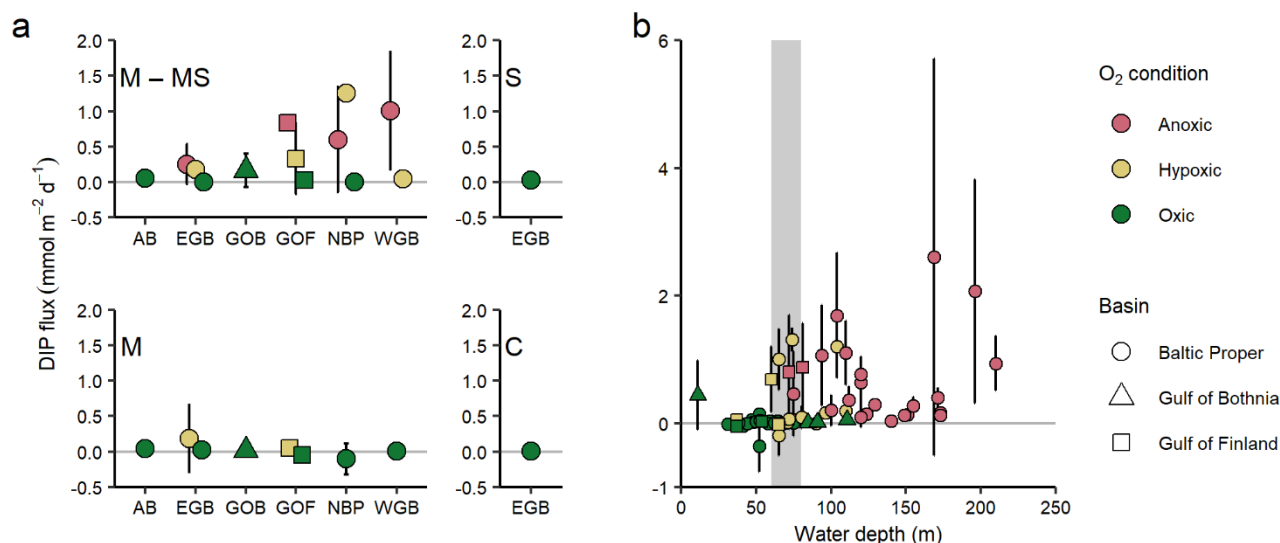 a
DIP flux (mmol m⁻² d⁻¹)
M – MS
2.0
1.5
1.0
0.5
0.0
-0.5
AB EGB GOB GOF NBP WGB
S
2.0
1.5
1.0
0.5
0.0
-0.5
EGB
M
2.0
1.5
1.0
0.5
0.0
-0.5
AB EGB GOB GOF NBP WGB
C
2.0
1.5
1.0
0.5
0.0
-0.5
EGB
b
6
4
2
0
-1
0 50 100 150 200 250
Water depth (m)
O₂ condition
Anoxic
Hypoxic
Oxic
Basin
Baltic Proper
Gulf of Bothnia
Gulf of Finland